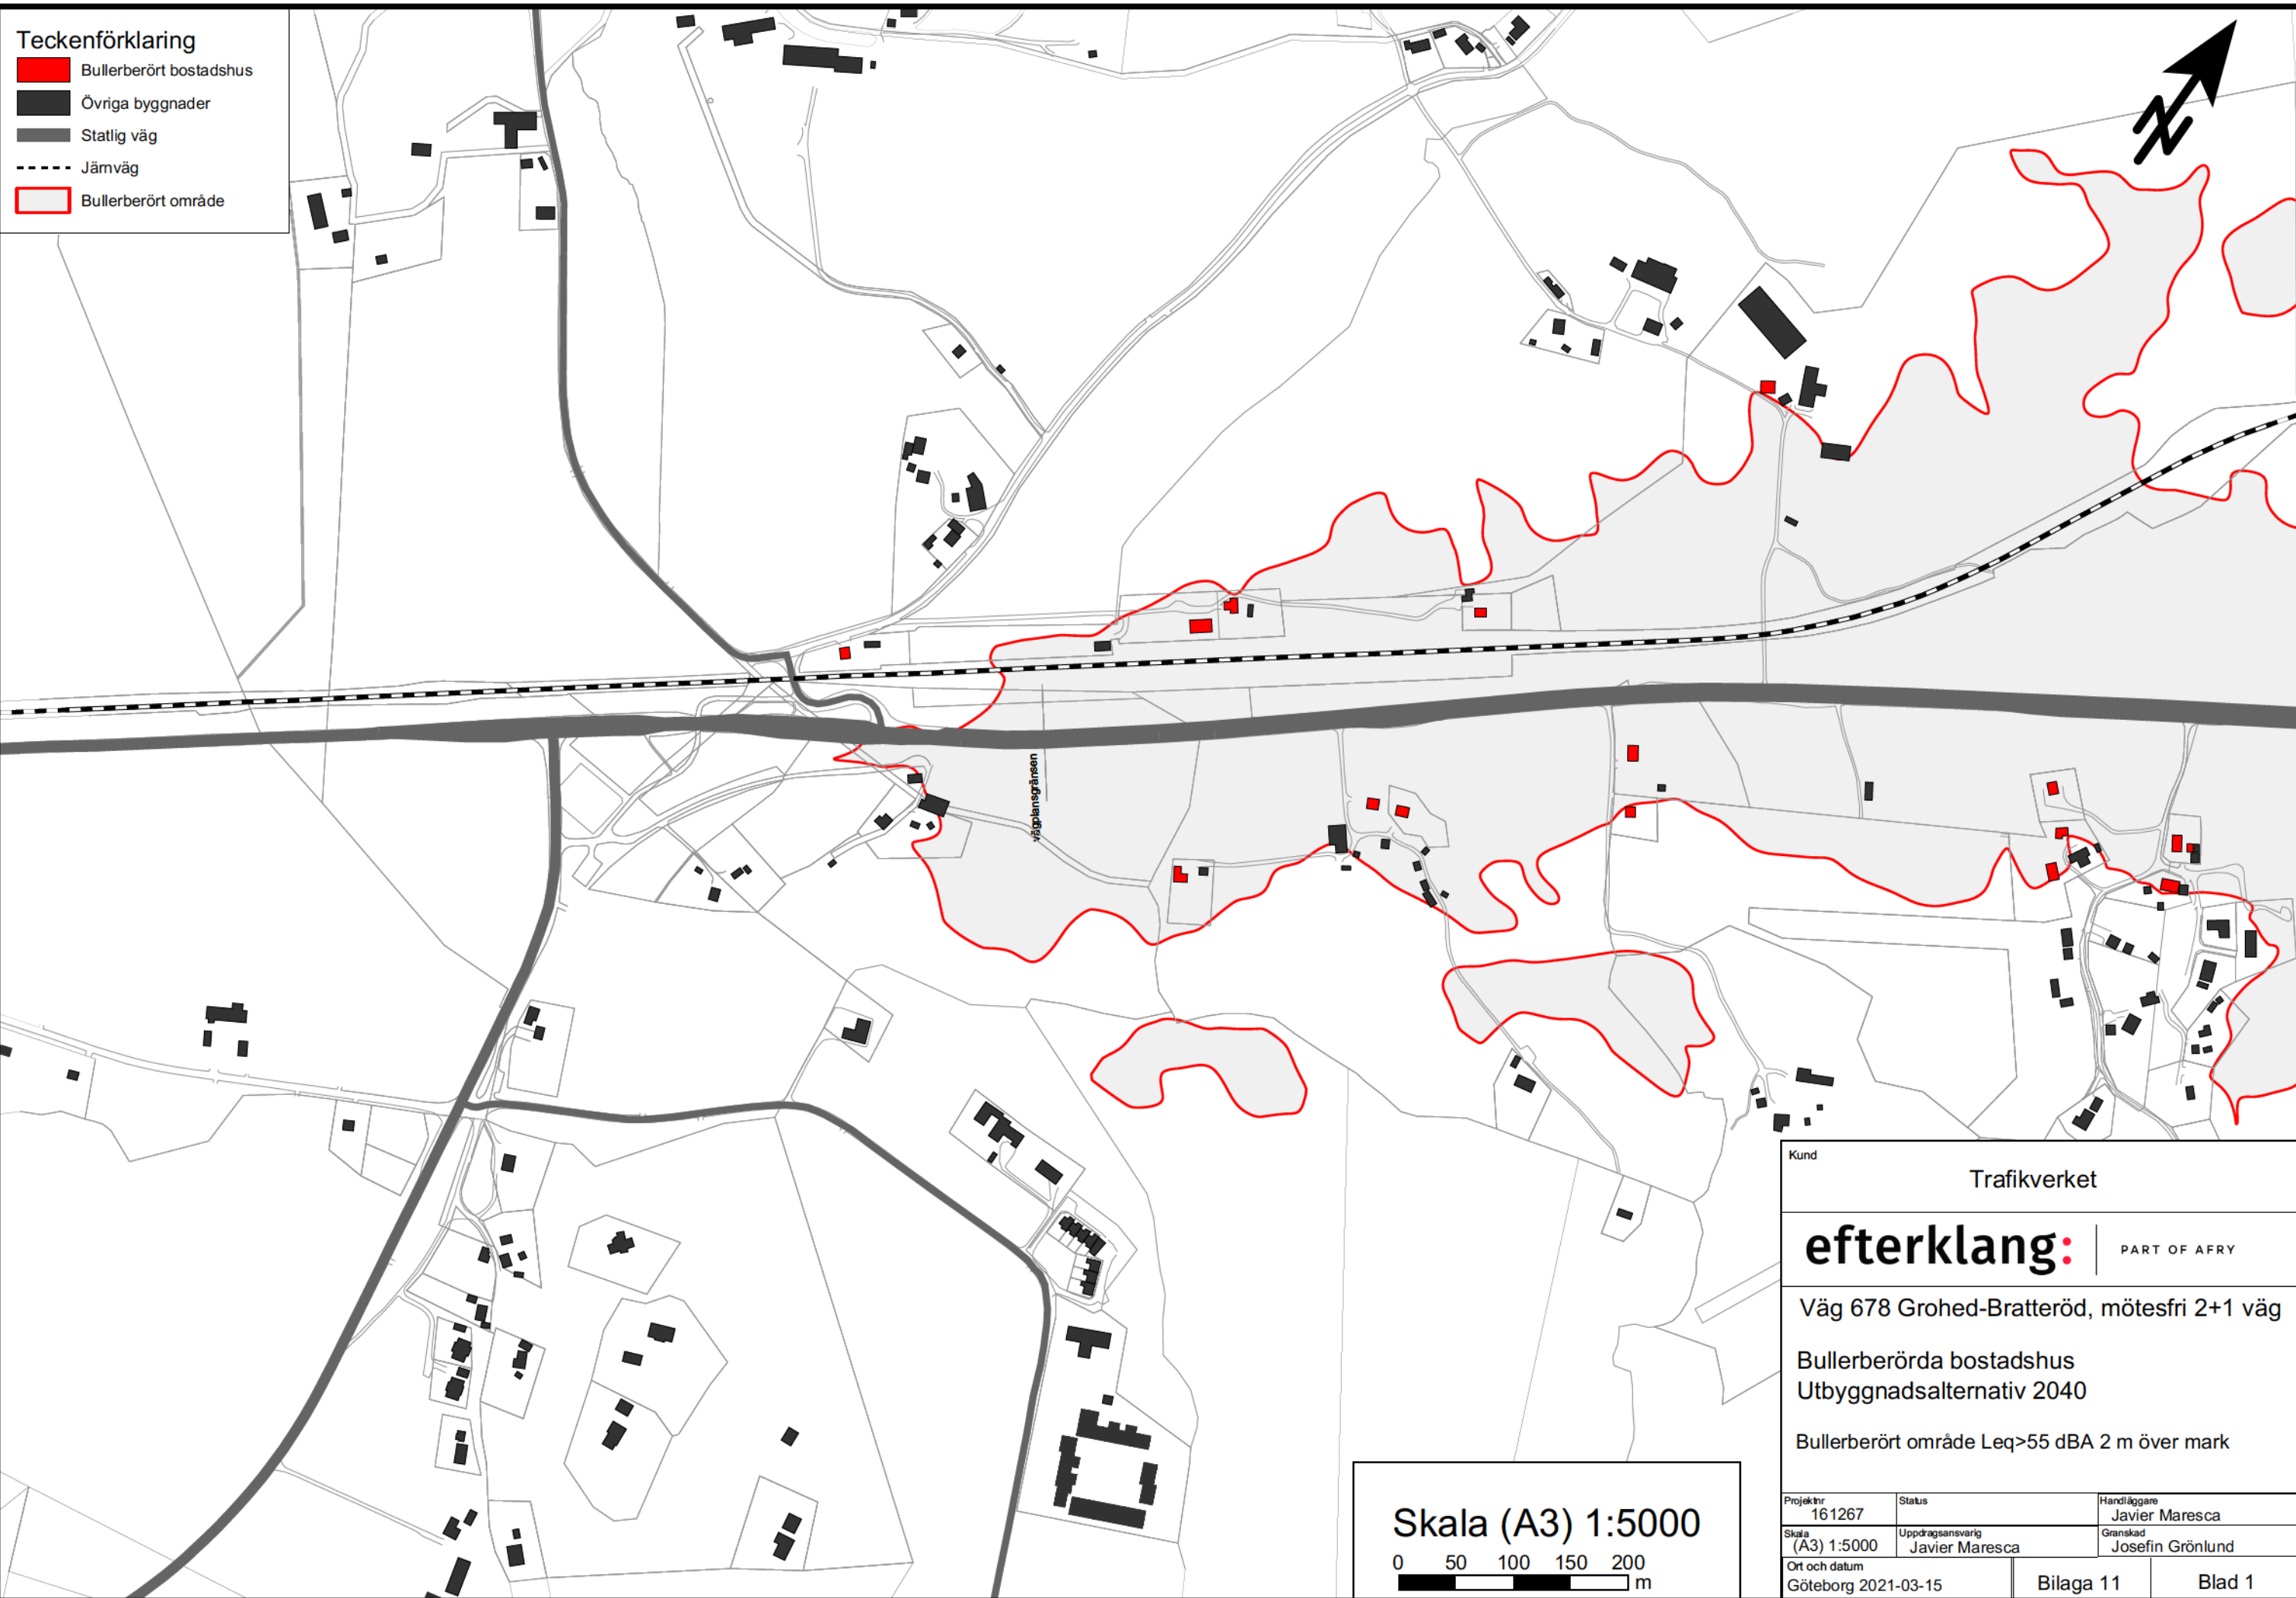 Teckenförklaring
Bullerberört bostadshus
Övriga byggnader
Statlig väg
Järnväg
Bullerberört område
vägplansgränsen
Skala (A3) 1:5000
0 50 100 150 200
m
Kund
Trafikverket
efterklang: PART OF AFRY
Väg 678 Grohed-Bratteröd, mötesfri 2+1 väg
Bullerberörda bostadshus
Utbyggnadsalternativ 2040
Bullerberört område Leq>55 dBA 2 m över mark
Projektnr Status Handläggare
161267 Javier Maresca
Skala Uppdragsansvarig Granskad
(A3) 1:5000 Javier Maresca Josefin Grönlund
Ort och datum
Göteborg 2021-03-15 Bilaga 11 Blad 1